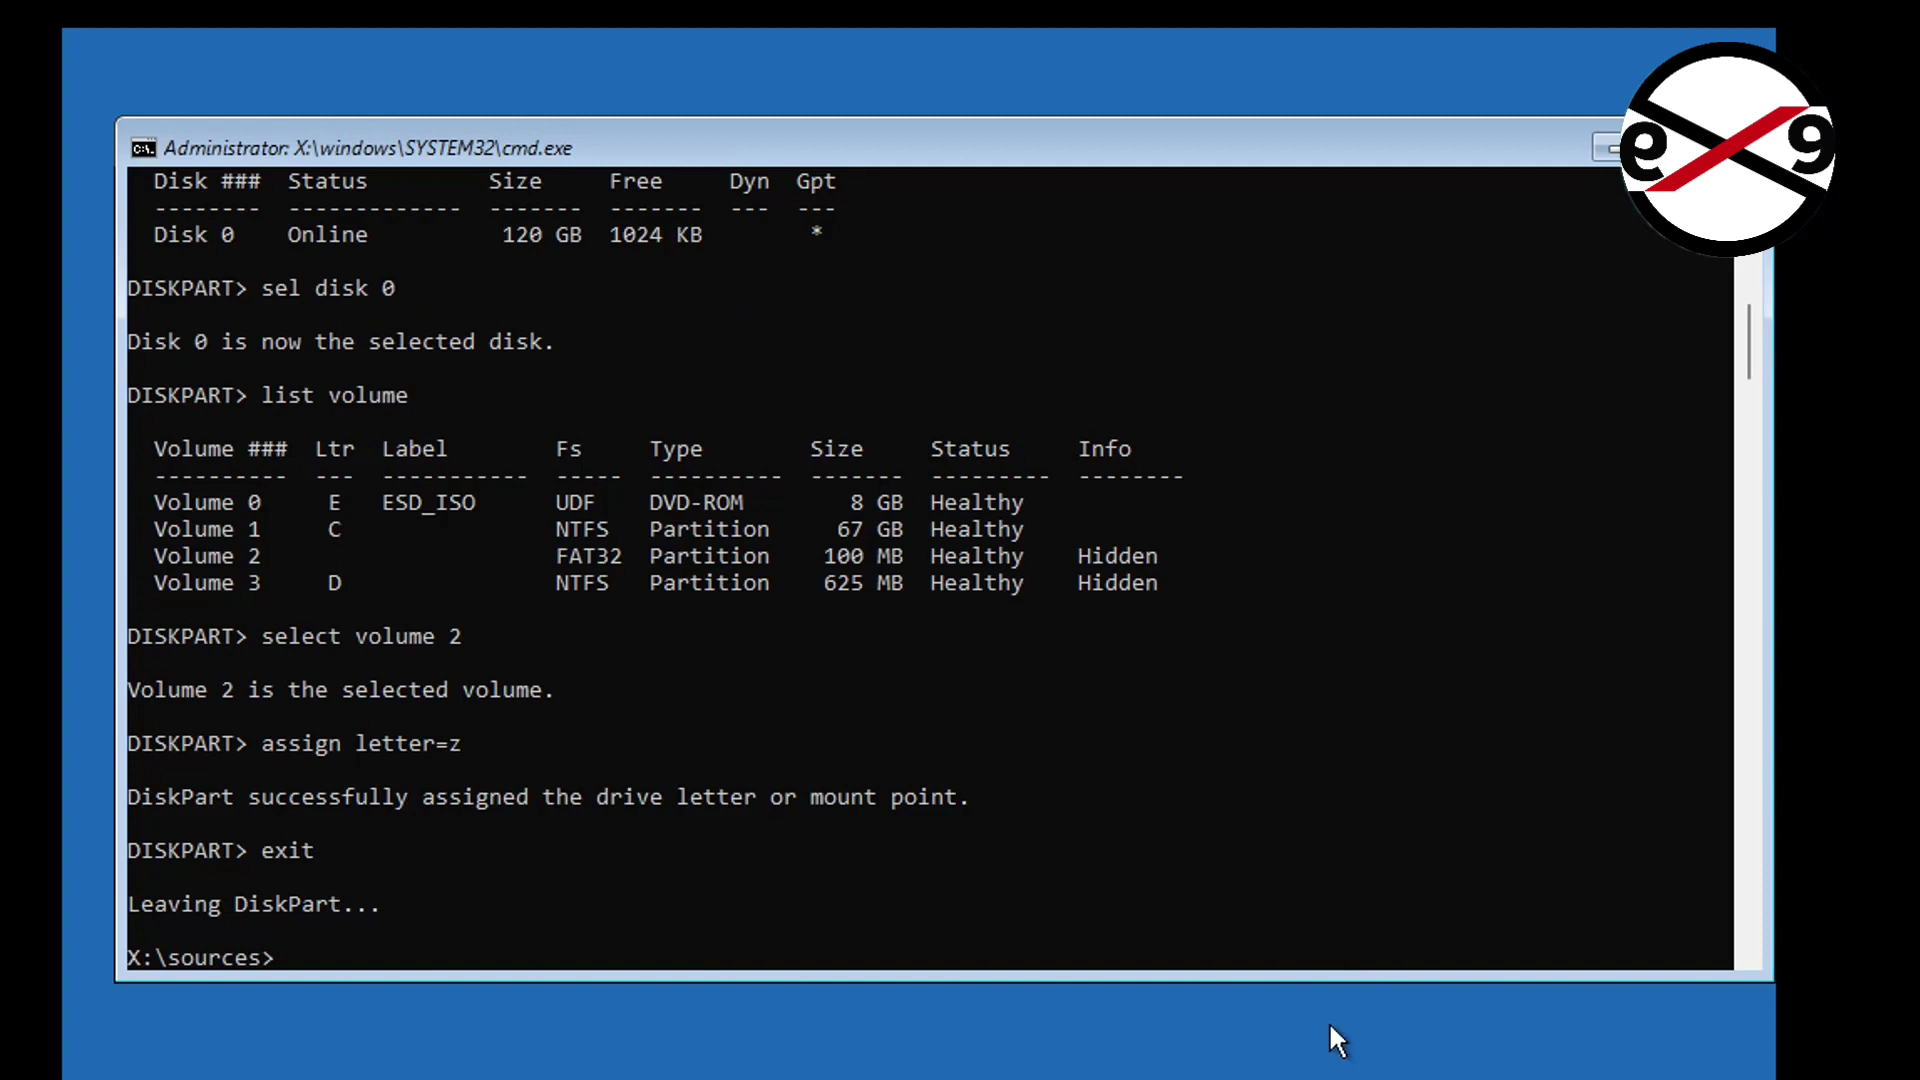 Administrator: X:\windows\SYSTEM32\cmd.exe
e 9
Disk ### Status Size Free Dyn Gpt
-------- ------------- ------- ------- --- ---
Disk 0 Online 120 GB 1024 KB *
DISKPART> sel disk 0
Disk 0 is now the selected disk.
DISKPART> list volume
Volume ### Ltr Label Fs Type Size Status Info
---------- --- ----------- ----- ---------- ------- --------- --------
Volume 0 E ESD_ISO UDF DVD-ROM 8 GB Healthy
Volume 1 C NTFS Partition 67 GB Healthy
Volume 2 FAT32 Partition 100 MB Healthy Hidden
Volume 3 D NTFS Partition 625 MB Healthy Hidden
DISKPART> select volume 2
Volume 2 is the selected volume.
DISKPART> assign letter=z
DiskPart successfully assigned the drive letter or mount point.
DISKPART> exit
Leaving DiskPart...
X:\sources>